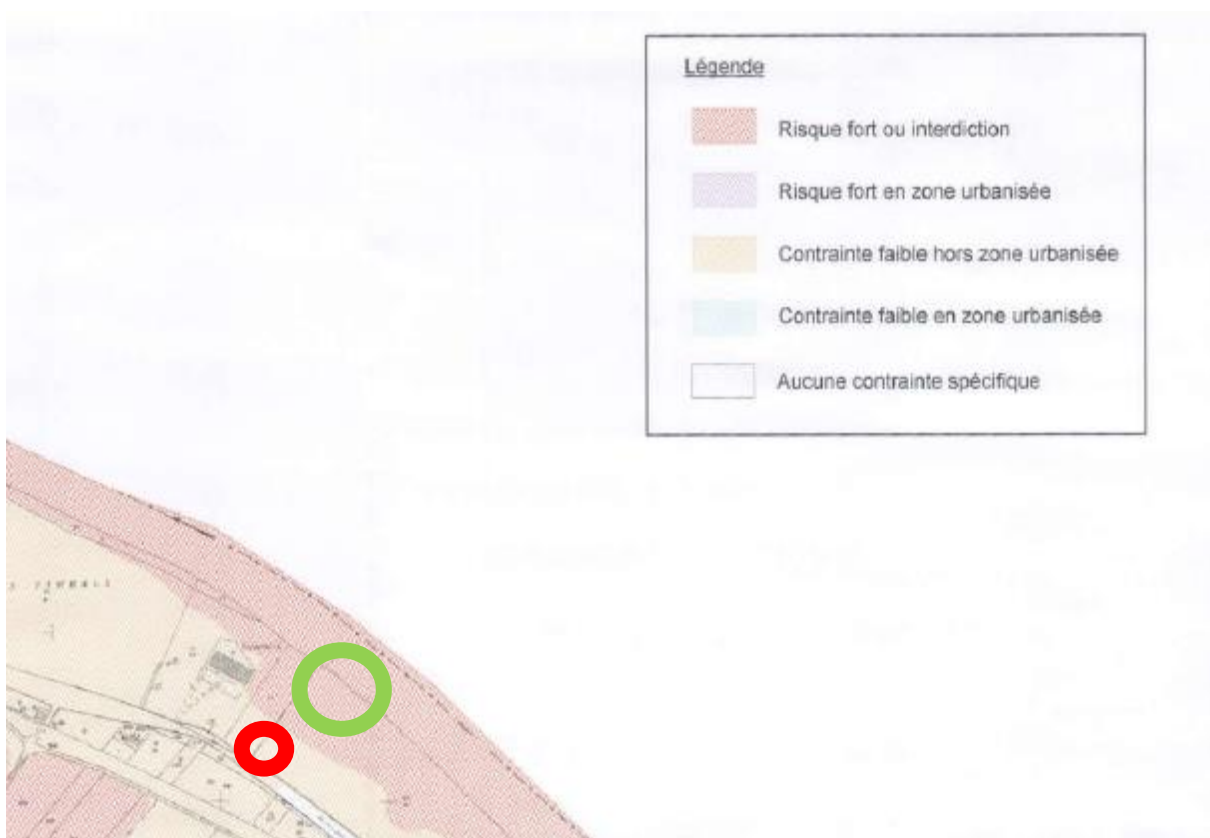 Légende
Risque fort ou interdiction
Risque fort en zone urbanisée
Contrainte faible hors zone urbanisée
Contrainte faible en zone urbanisée
Aucune contrainte spécifique